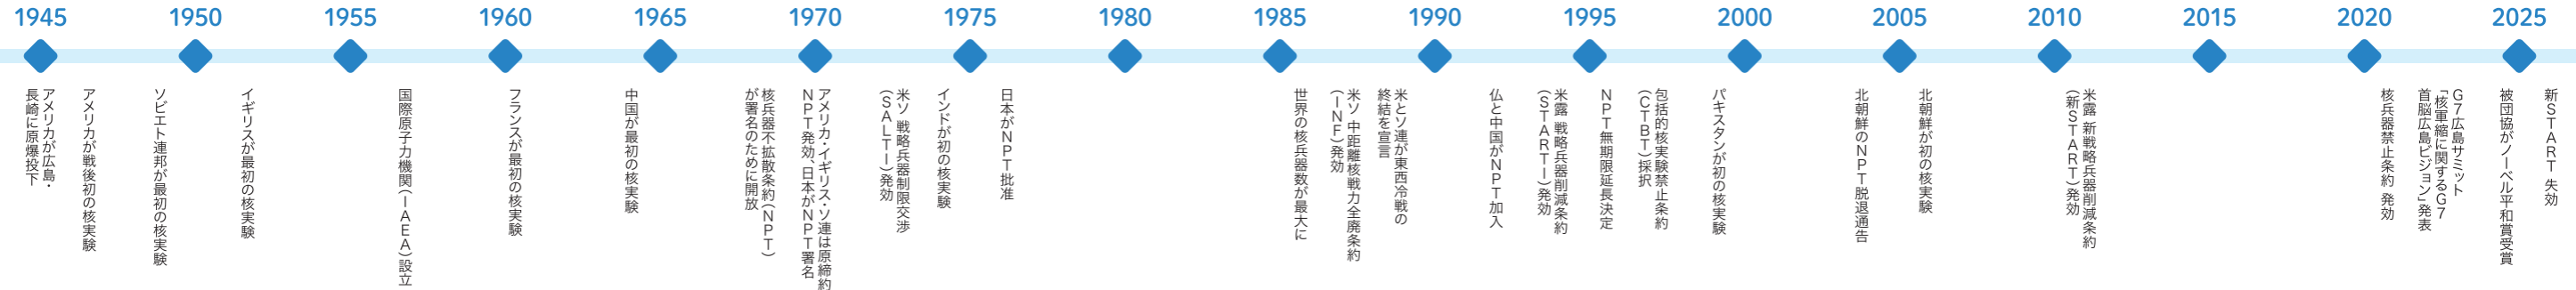 1945
1950
1955
1960
1965
1970
1975
1980
1985
1990
1995
2000
2005
2010
2015
2020
2025
アメリカが広島・
長崎に原爆投下
アメリカが戦後初の核実験
ソビエト連邦が最初の核実験
イギリスが最初の核実験
国際原子力機関(IAEA)設立
フランスが最初の核実験
中国が最初の核実験
核兵器不拡散条約(NPT)
が署名のために開放
アメリカ・イギリス・ソ連は原締約
NPT発効、日本がNPT署名
米ソ 戦略兵器制限交渉
(SALTI)発効
インドが初の核実験
日本がNPT批准
世界の核兵器数が最大に
米ソ 中距離核戦力全廃条約
(INF)発効
米とソ連が東西冷戦の
終結を宣言
仏と中国がNPT加入
米露 戦略兵器削減条約
(STARTI)発効
NPT無期限延長決定
包括的核実験禁止条約
(CTBT)採択
パキスタンが初の核実験
北朝鮮のNPT脱退通告
北朝鮮が初の核実験
米露 新戦略兵器削減条約
(新START)発効
核兵器禁止条約 発効
G7広島サミット
「核軍縮に関するG7
首脳広島ビジョン」発表
被団協がノーベル平和賞受賞
新START 失効